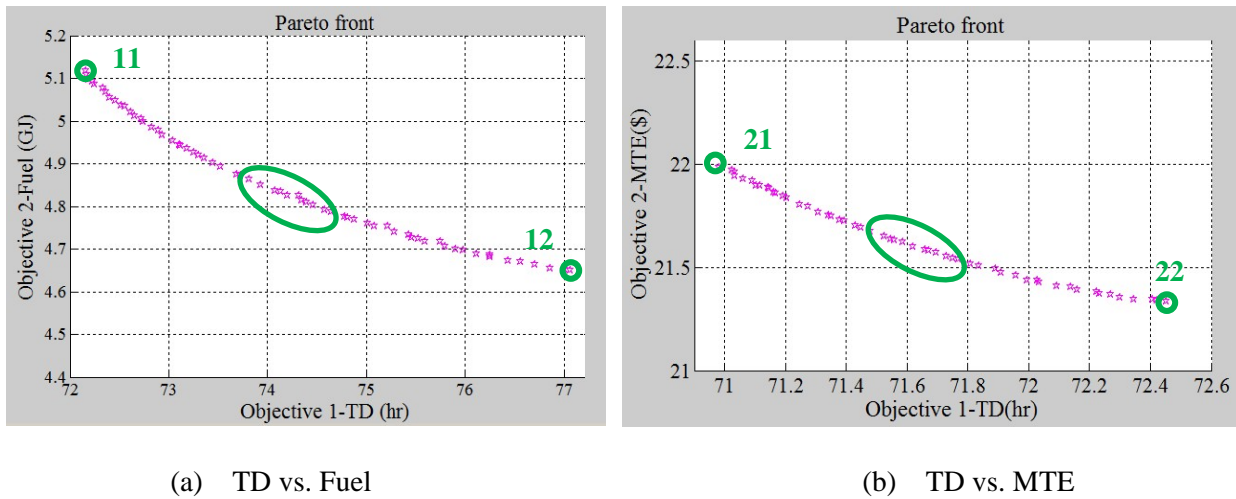 Pareto front
5.2
5.1
5
4.9
4.8
4.7
4.6
4.5
4.4
11
12
72 73 74 75 76 77
Objective 2-Fuel (GJ)
Objective 1-TD (hr)
(a) TD vs. Fuel
Pareto front
22.5
22
21.5
21
21
22
71 71.2 71.4 71.6 71.8 72 72.2 72.4 72.6
Objective 2-MTE($)
Objective 1-TD(hr)
(b) TD vs. MTE